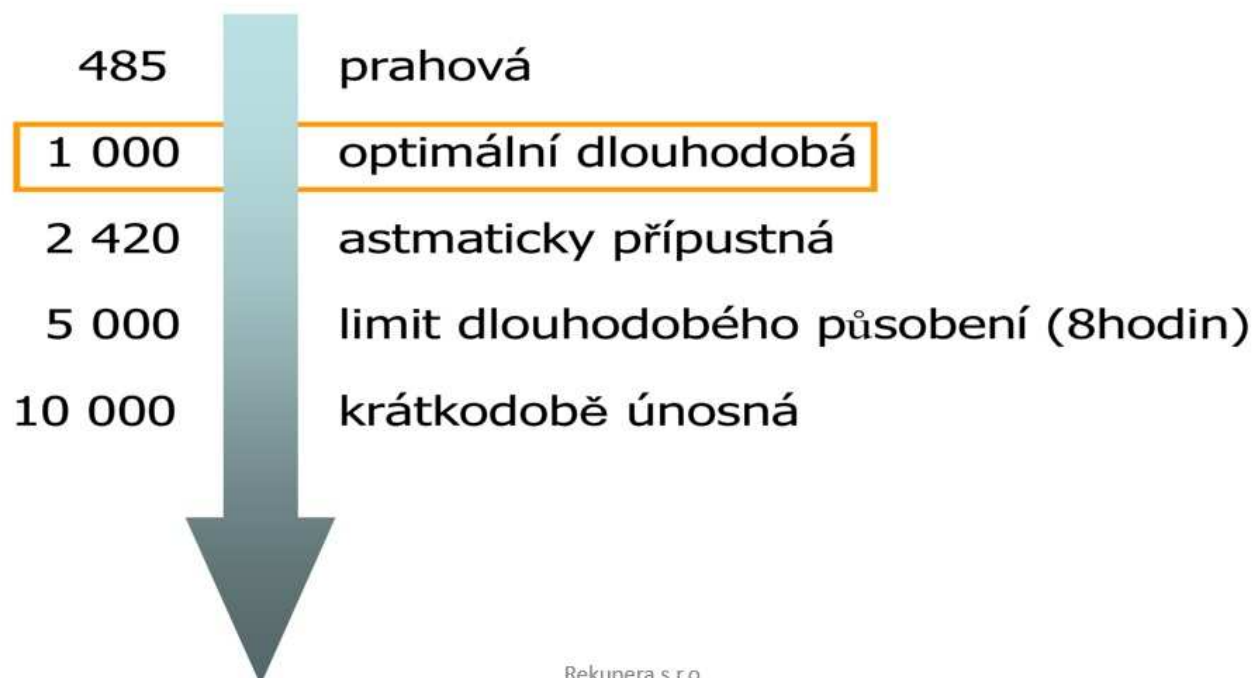 485 prahová
1 000 optimální dlouhodobá
2 420 astmaticky přípustná
5 000 limit dlouhodobého působení (8hodin)
10 000 krátkodobě únosná
Rekupera s.r.o.